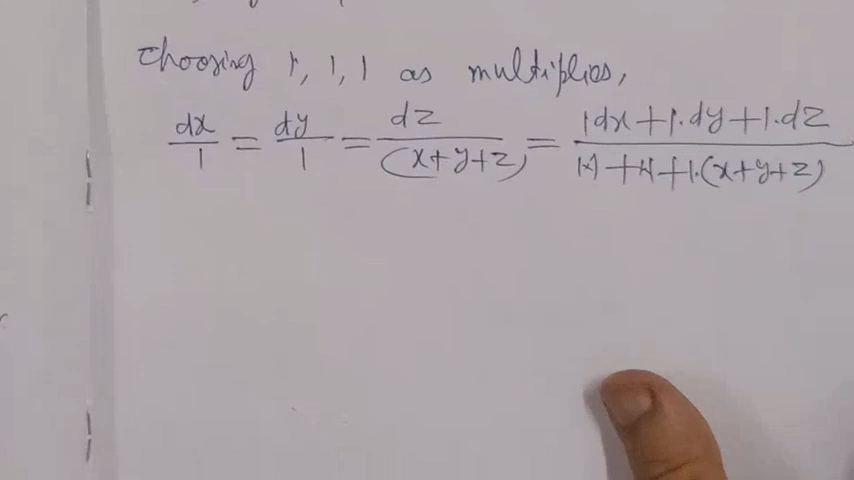 choosing 1, 1, 1 as multiplies,
dx/1 = dy/1 = dz/(x+y+z) = 1dx+1.dy+1.dz/1×1+1×1+1.(x+y+z)